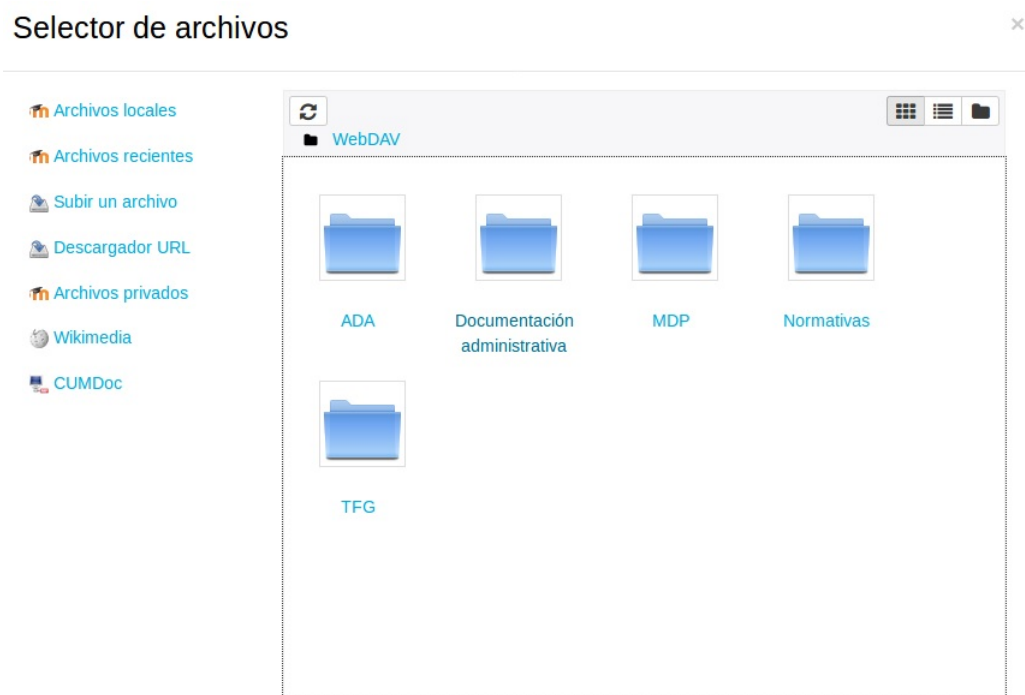 Selector de archivos
×
Archivos locales
Archivos recientes
Subir un archivo
Descargador URL
Archivos privados
Wikimedia
CUMDoc
WebDAV
ADA
Documentación
administrativa
MDP
Normativas
TFG